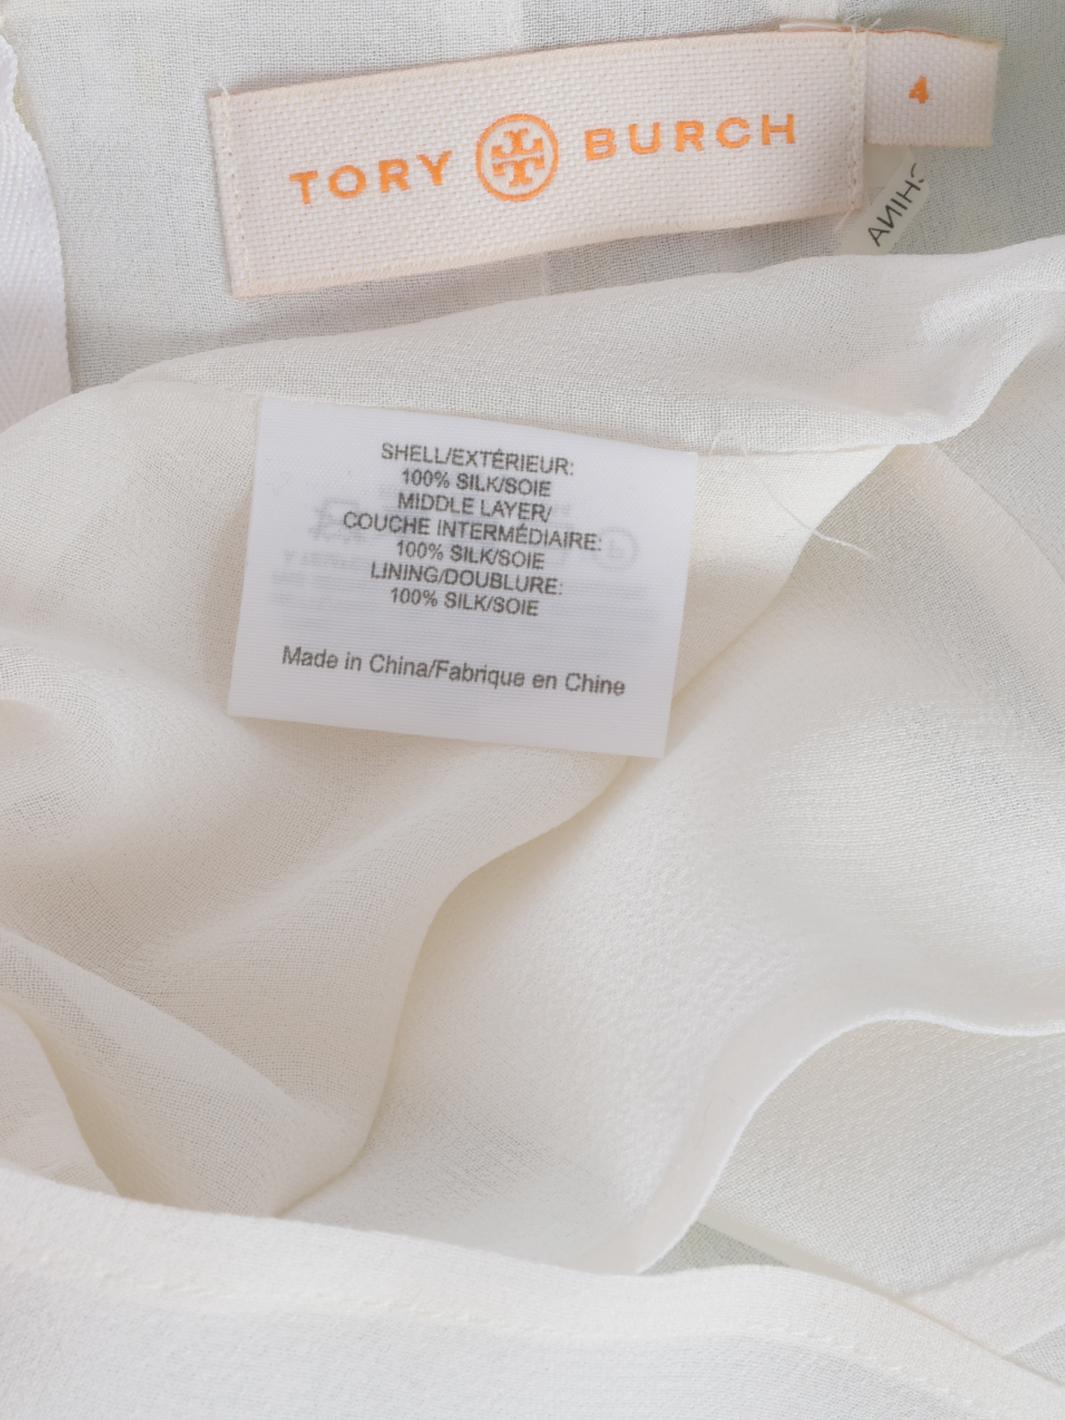 TORY BURCH
4
CHINA
SHELL/EXTÉRIEUR:
100% SILK/SOIE
MIDDLE LAYER/
COUCHE INTERMÉDIAIRE:
100% SILK/SOIE
LINING/DOUBLURE:
100% SILK/SOIE
Made in China/Fabrique en Chine